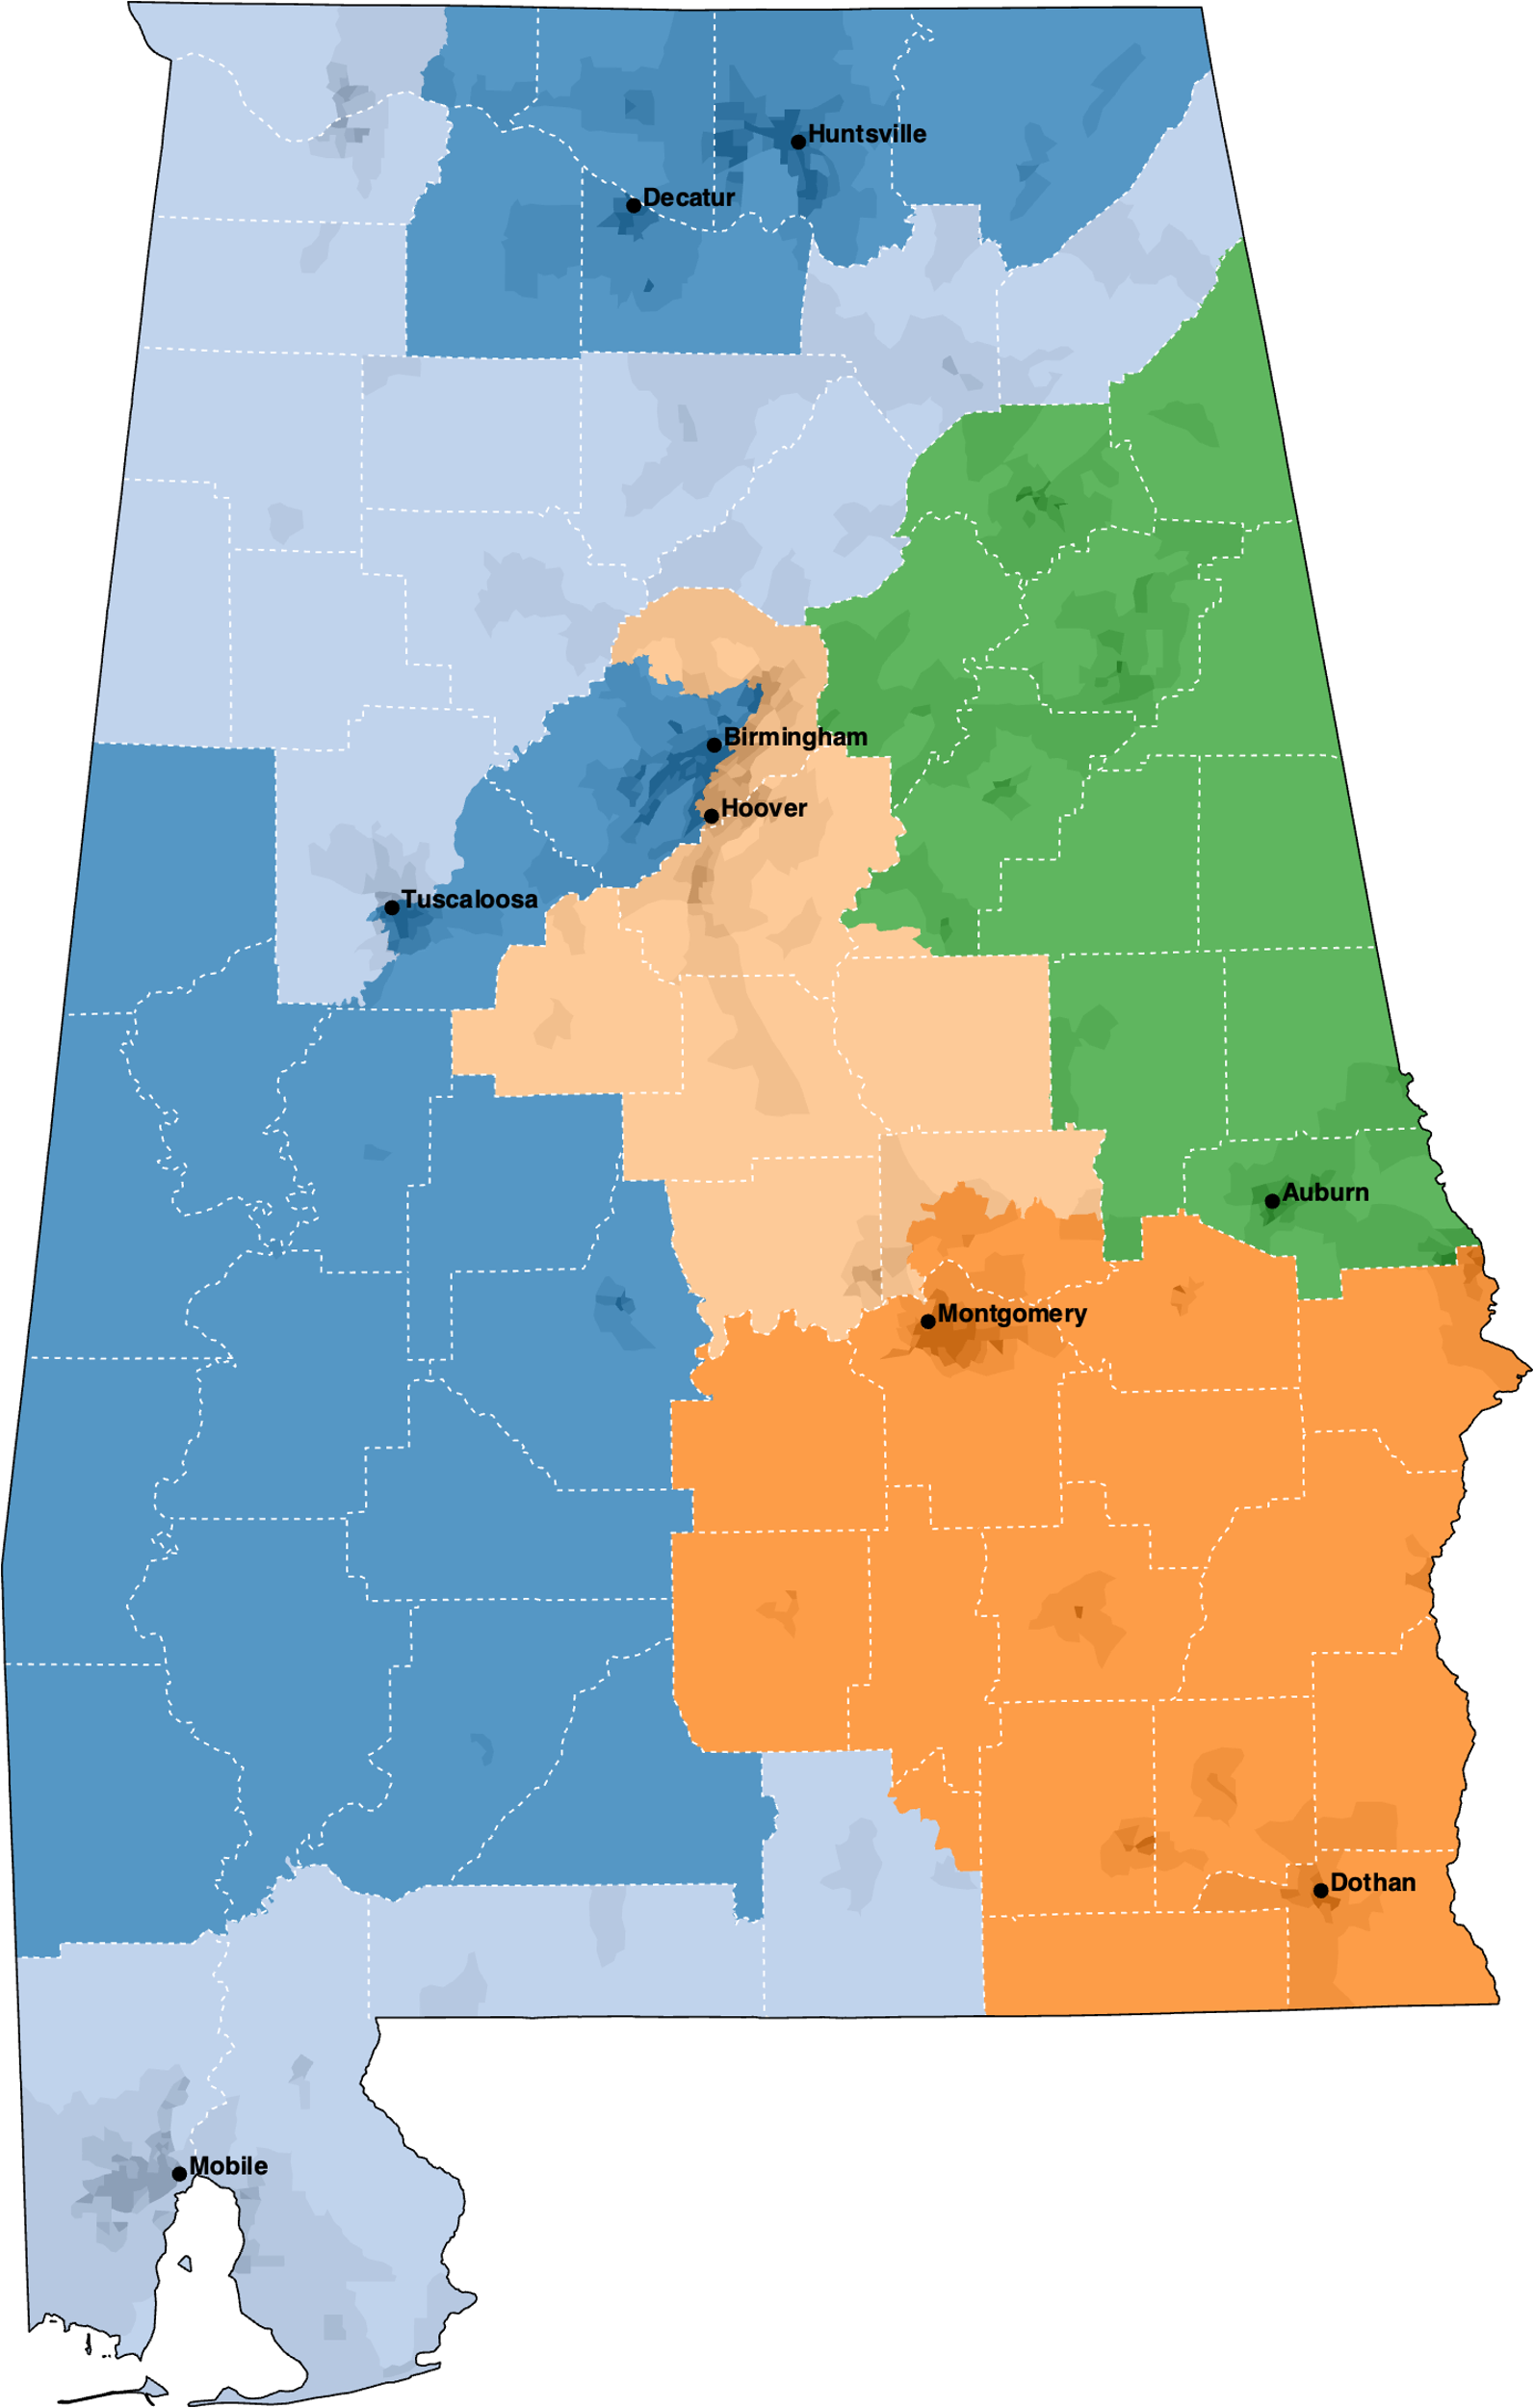 Huntsville
Decatur
Birmingham
Hoover
Tuscaloosa
Auburn
Montgomery
Dothan
Mobile